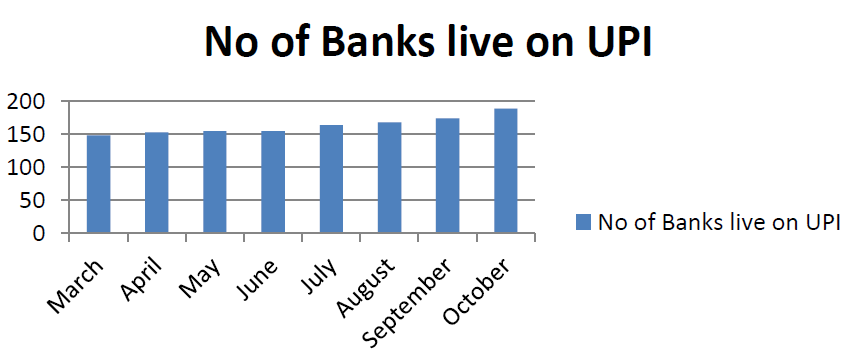 No of Banks live on UPI
200
150
100
50
0
March
April
May
June
July
August
September
October
No of Banks live on UPI